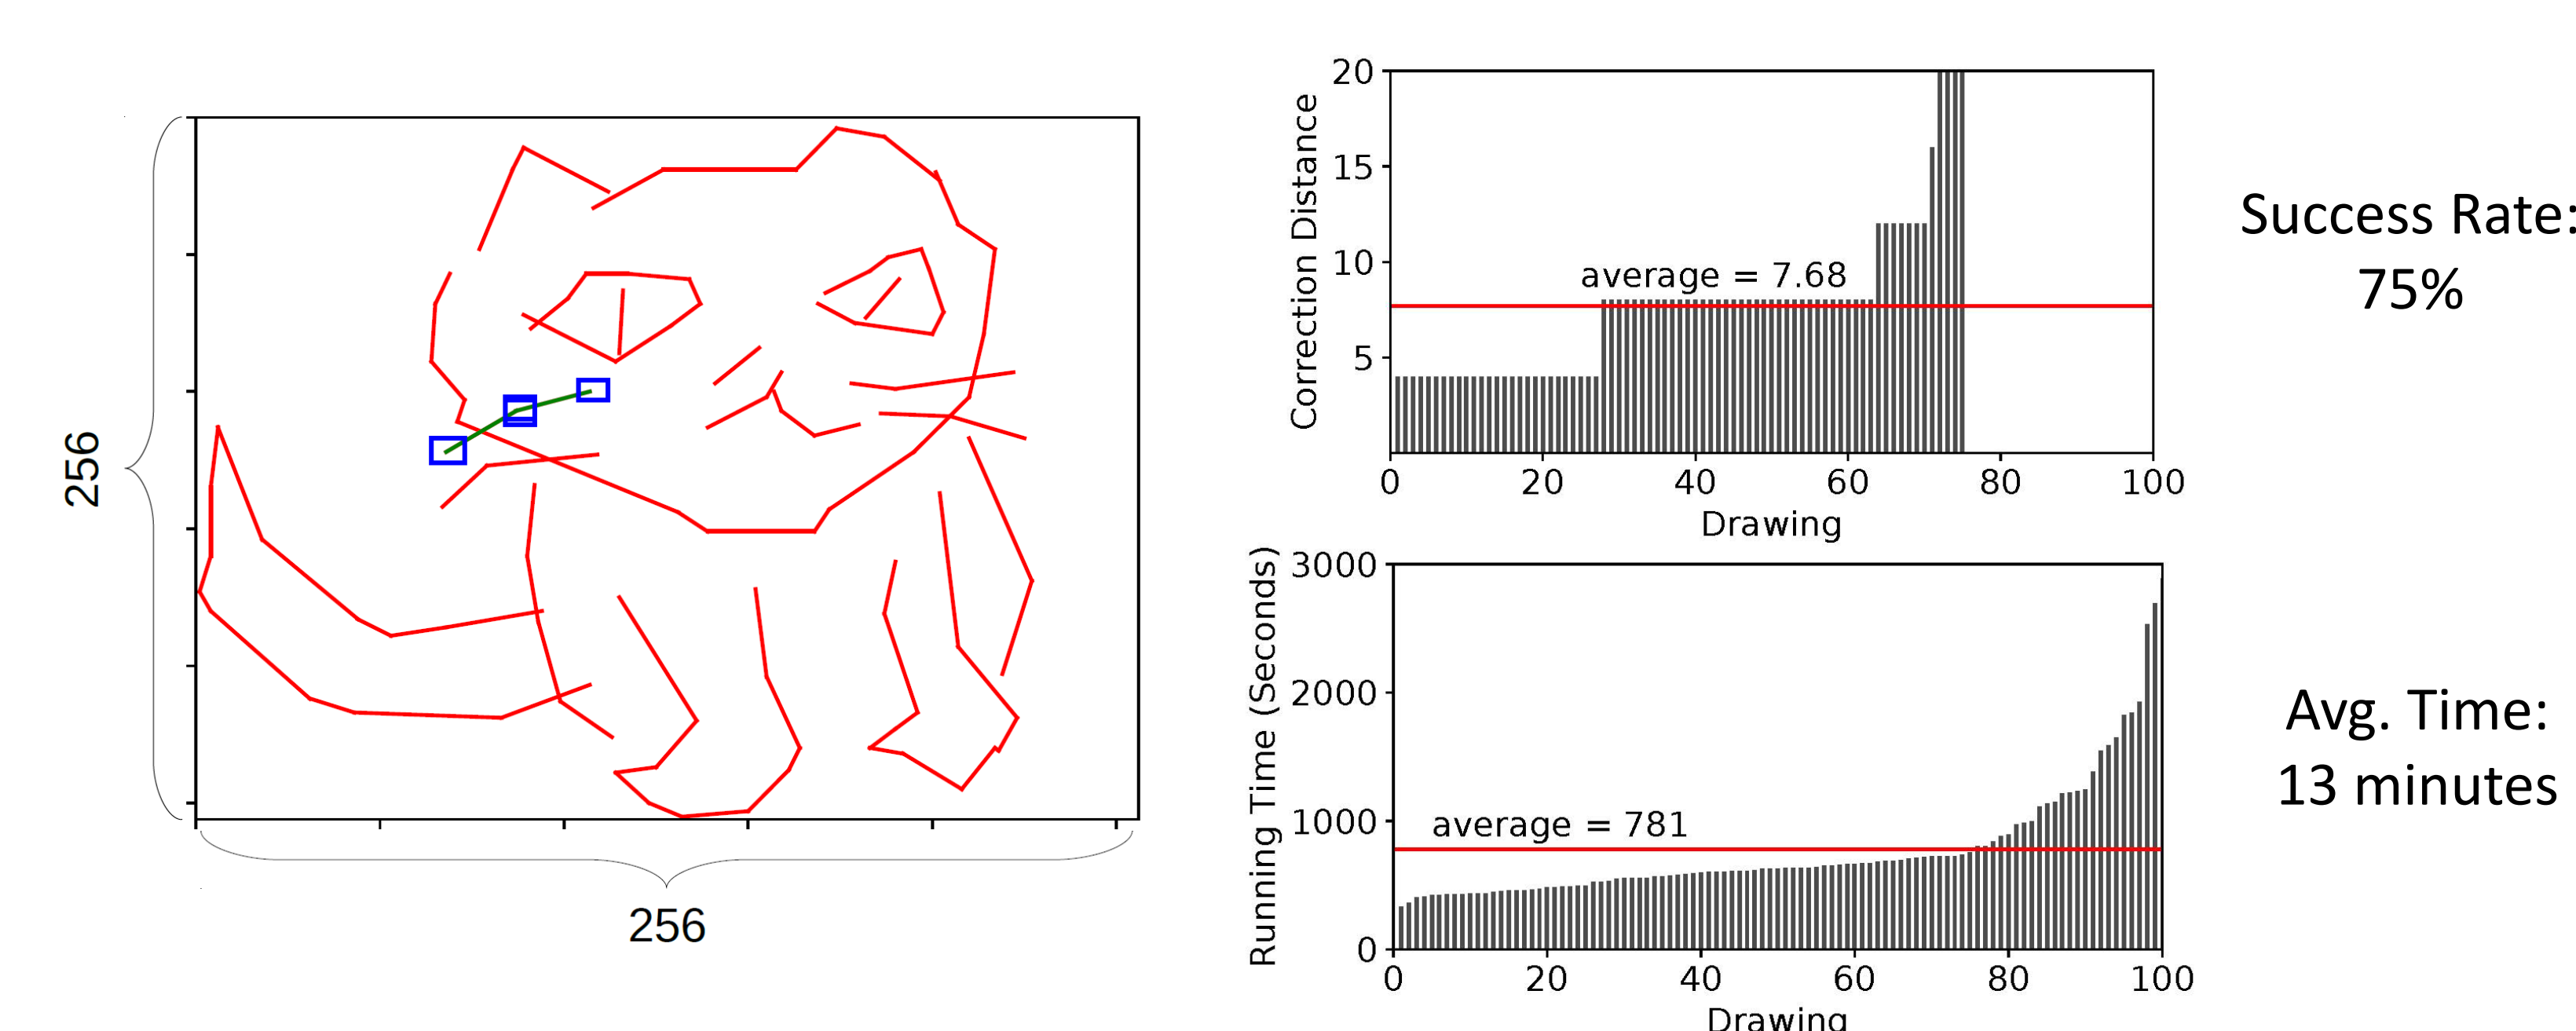 256
256
20
15
10
5
Correction Distance
average = 7.68
0 20 40 60 80 100
Drawing
Success Rate:
75%
3000
2000
1000
0
Running Time (Seconds)
average = 781
0 20 40 60 80 100
Drawing
Avg. Time:
13 minutes